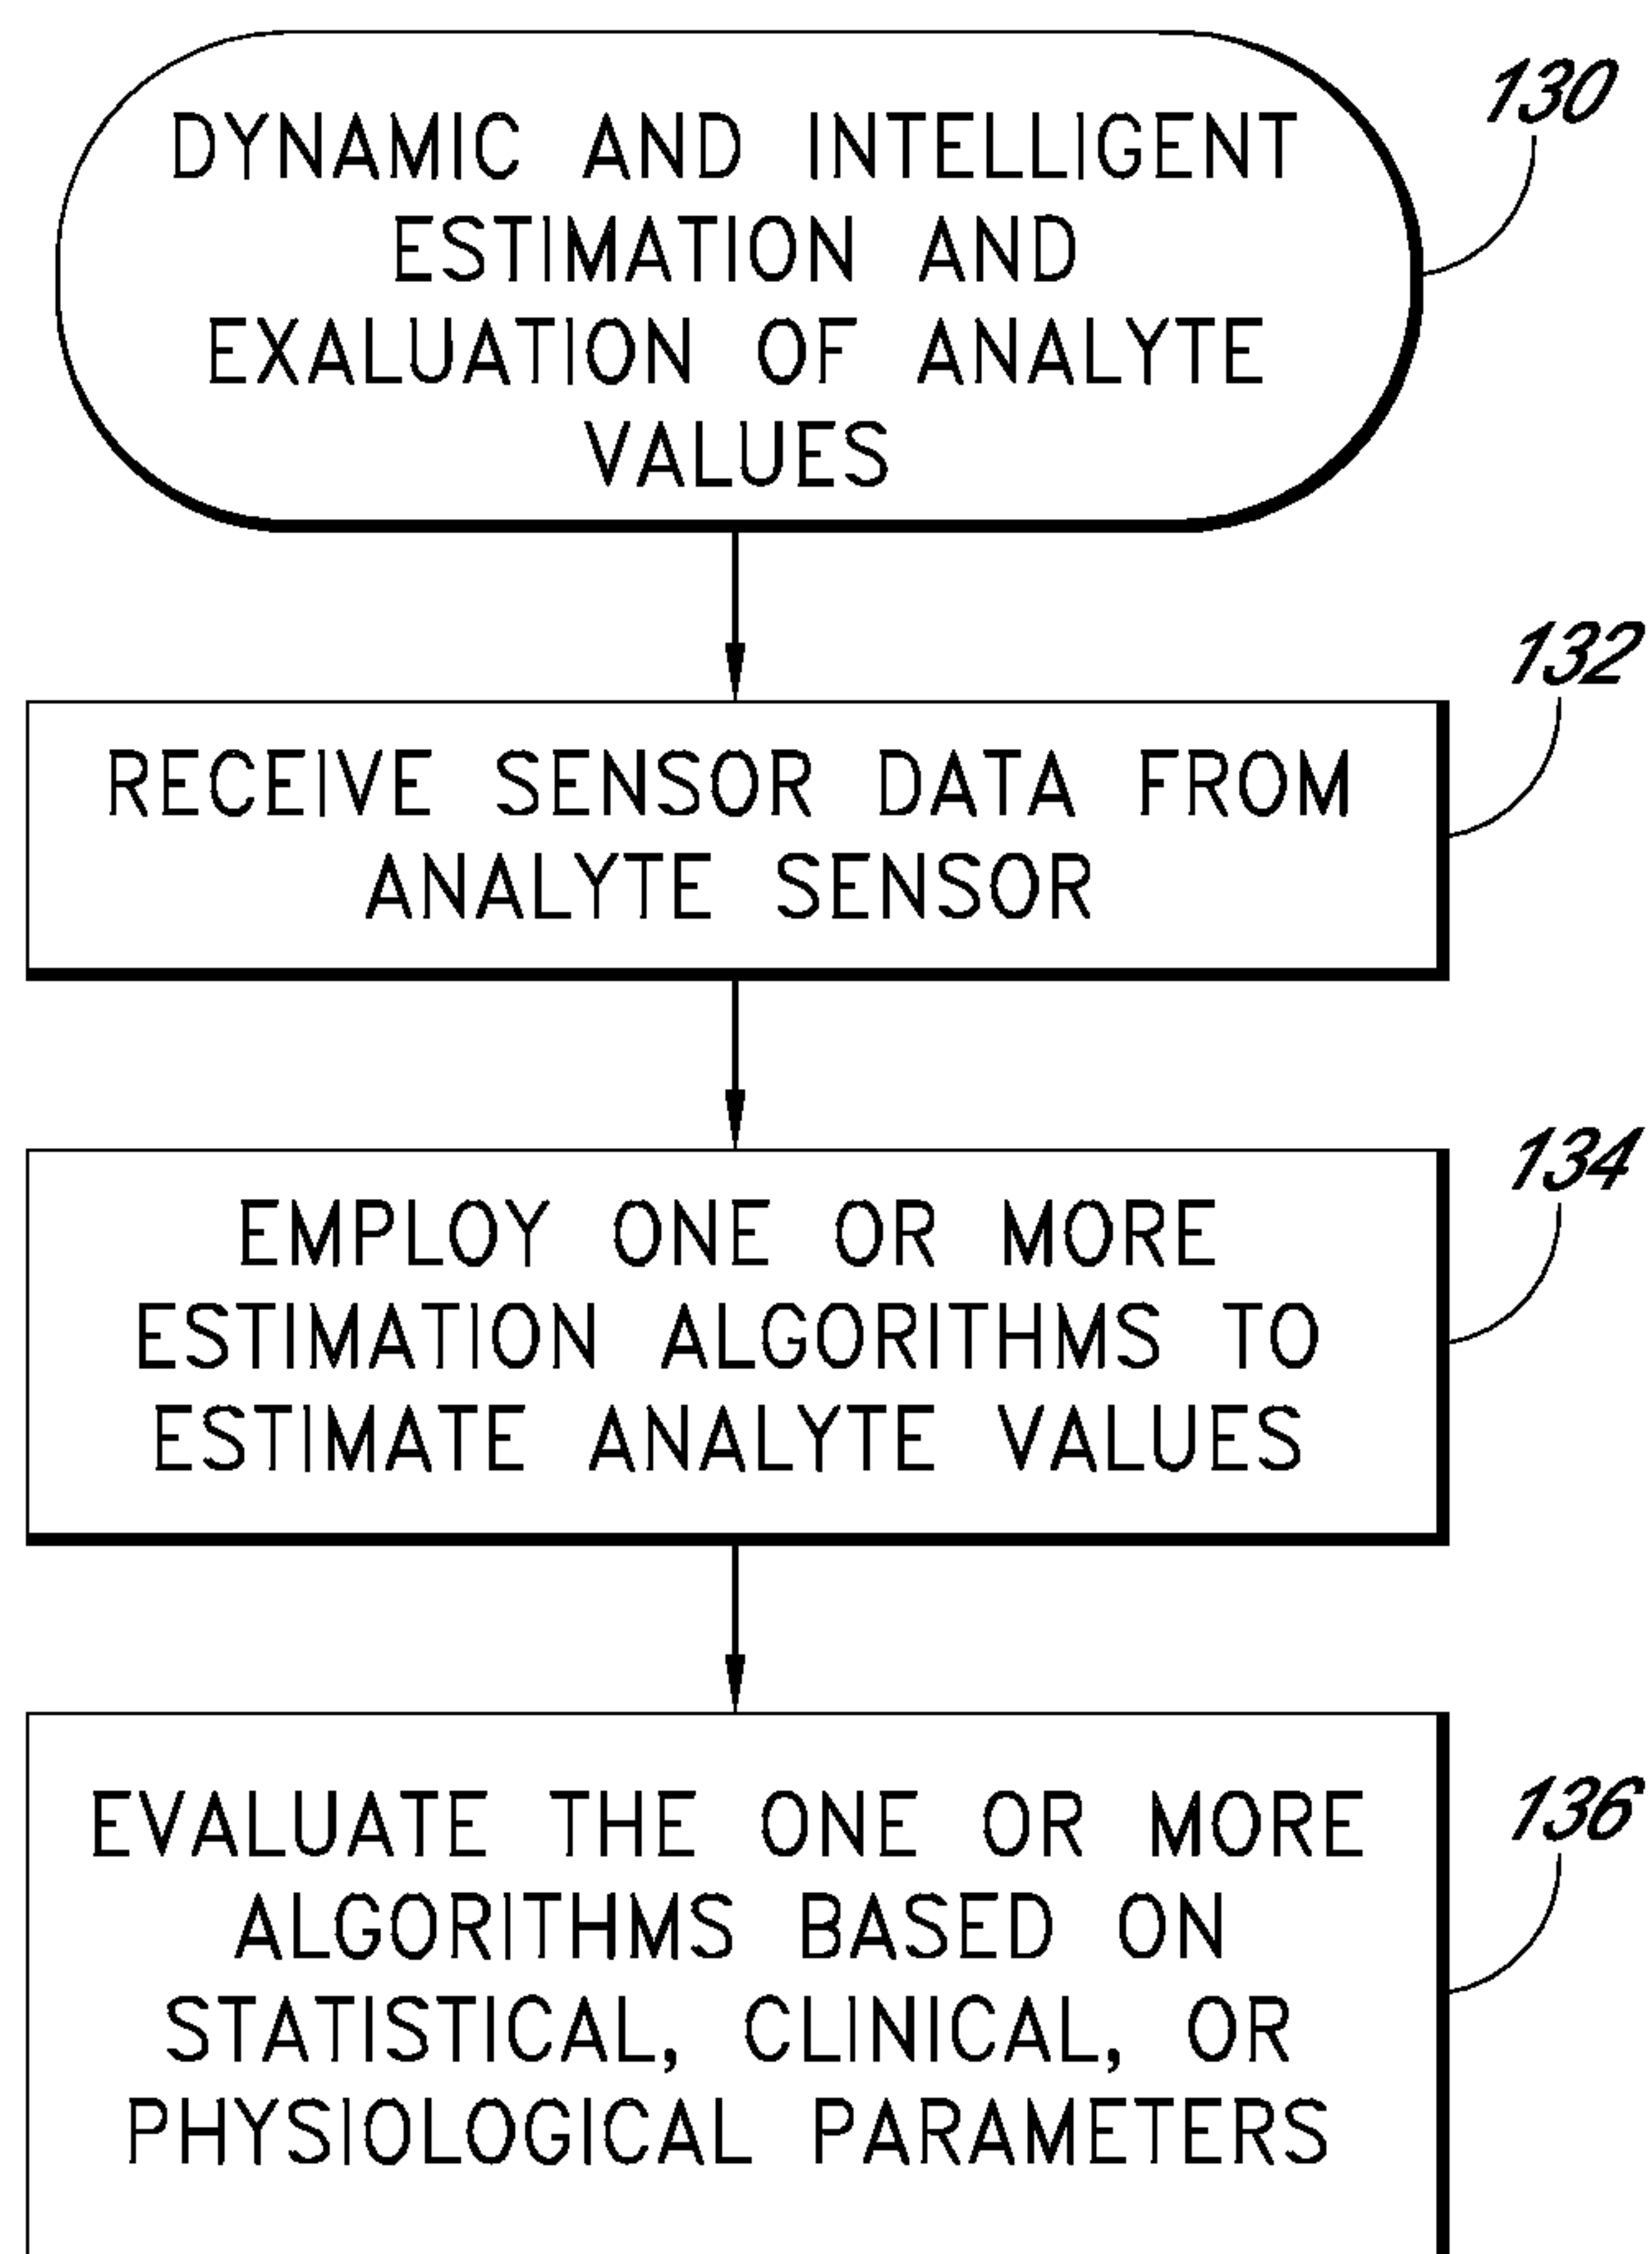 DYNAMIC AND INTELLIGENT
ESTIMATION AND
EXALUATION OF ANALYTE
VALUES
130
RECEIVE SENSOR DATA FROM
ANALYTE SENSOR
132
EMPLOY ONE OR MORE
ESTIMATION ALGORITHMS TO
ESTIMATE ANALYTE VALUES
134
EVALUATE THE ONE OR MORE
ALGORITHMS BASED ON
STATISTICAL, CLINICAL, OR
PHYSIOLOGICAL PARAMETERS
136